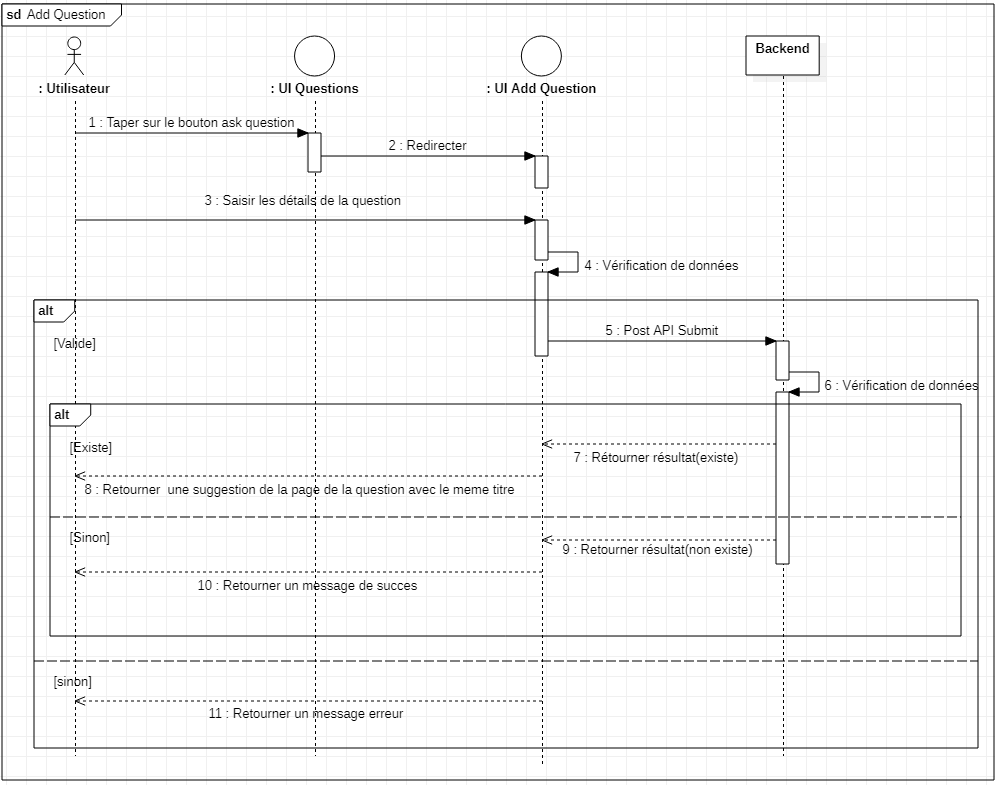 sd Add Question
: Utilisateur
: UI Questions
: UI Add Question
Backend
1 : Taper sur le bouton ask question
2 : Redirecter
3 : Saisir les détails de la question
4 : Vérification de données
alt
[Valide]
5 : Post API Submit
6 : Vérification de données
alt
[Existe]
7 : Rétourner résultat(existe)
8 : Retourner  une suggestion de la page de la question avec le meme titre
[Sinon]
9 : Retourner résultat(non existe)
10 : Retourner un message de succes
[sinon]
11 : Retourner un message erreur